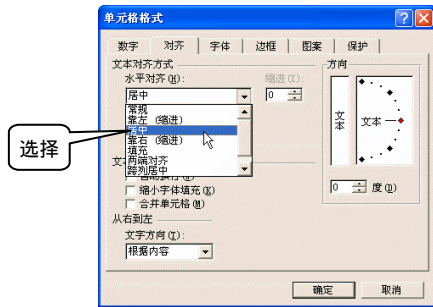 单元格格式
数字 对齐 字体 边框 图案 保护
文本对齐方式
水平对齐(H): 缩进(I):
居中 0
常规
靠左 (缩进)
居中
靠右 (缩进)
填充
两端对齐
跨列居中
选择
缩小字体填充(K)
合并单元格(M)
从右到左
文字方向(T):
根据内容
方向
文本
文本
0 度(D)
确定 取消